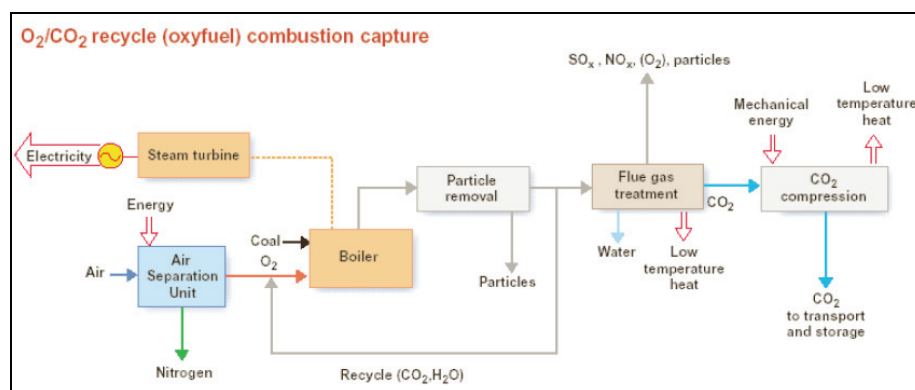 O₂/CO₂ recycle (oxyfuel) combustion capture
SOₓ , NOₓ, (O₂), particles
Mechanical
energy
Low
temperature
heat
Electricity
Steam turbine
Particle
removal
Flue gas
treatment
CO₂
CO₂
compression
Energy
Coal
O₂
Boiler
Air
Air
Separation
Unit
Particles
Water
Low
temperature
heat
CO₂
to transport
and storage
Nitrogen
Recycle (CO₂,H₂O)